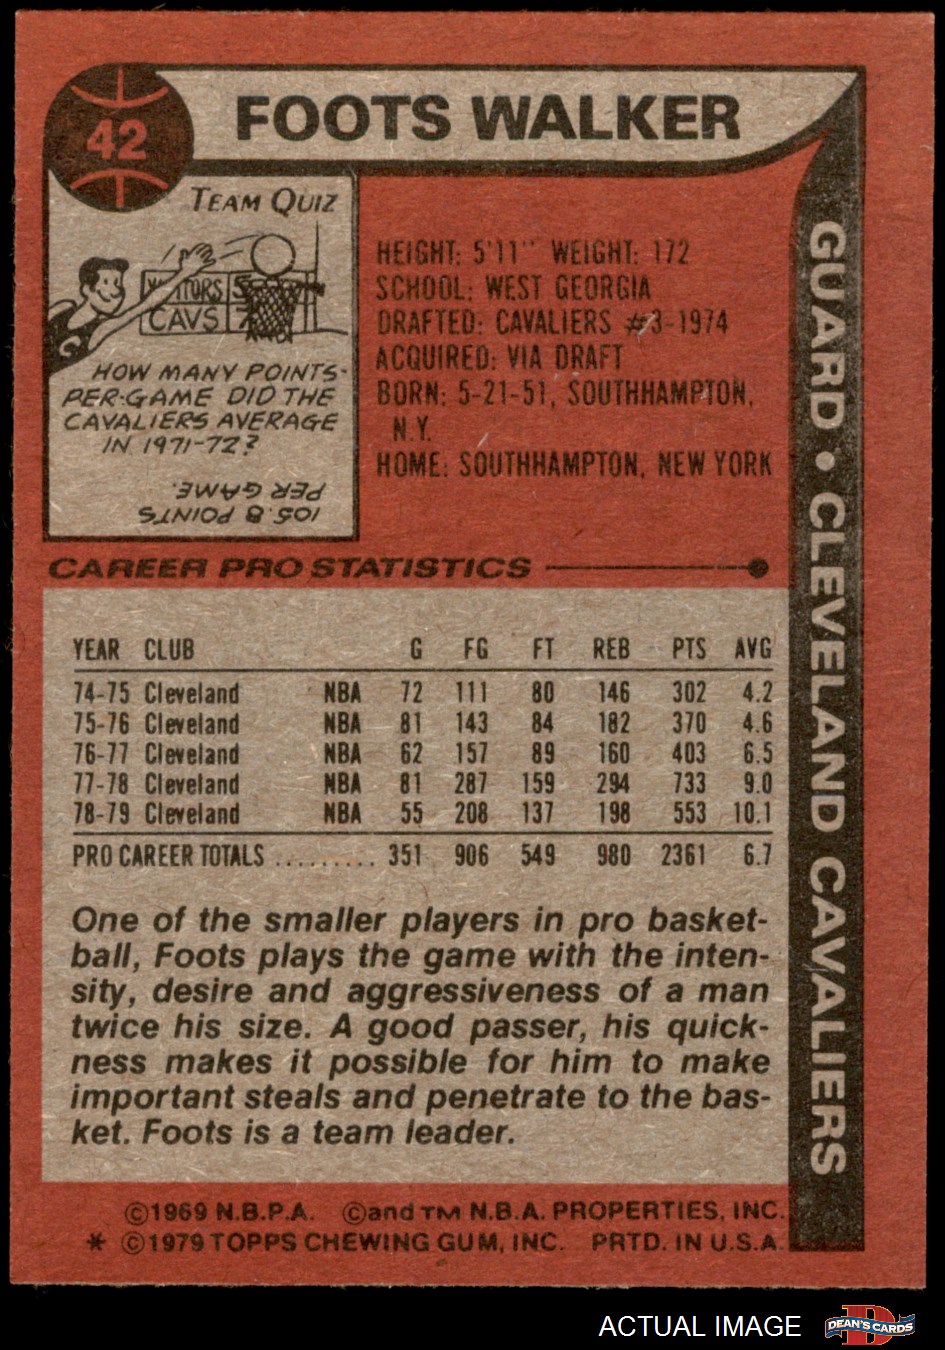 42
FOOTS WALKER
TEAM QUIZ
VISITORS 5
CAVS 7
C
HOW MANY POINTS-
PER-GAME DID THE
CAVALIERS AVERAGE
IN 1971-72?
105.8 POINTS
PER GAME.
HEIGHT: 5'11" WEIGHT: 172
SCHOOL: WEST GEORGIA
DRAFTED: CAVALIERS #3-1974
ACQUIRED: VIA DRAFT
BORN: 5-21-51, SOUTHHAMPTON,
N.Y.
HOME: SOUTHHAMPTON, NEW YORK
GUARD • CLEVELAND CAVALIERS
CAREER PRO STATISTICS
YEAR CLUB G FG FT REB PTS AVG
74-75 Cleveland NBA 72 111 80 146 302 4.2
75-76 Cleveland NBA 81 143 84 182 370 4.6
76-77 Cleveland NBA 62 157 89 160 403 6.5
77-78 Cleveland NBA 81 287 159 294 733 9.0
78-79 Cleveland NBA 55 208 137 198 553 10.1
PRO CAREER TOTALS ......... 351 906 549 980 2361 6.7
One of the smaller players in pro basket-
ball, Foots plays the game with the inten-
sity, desire and aggressiveness of a man
twice his size. A good passer, his quick-
ness makes it possible for him to make
important steals and penetrate to the bas-
ket. Foots is a team leader.
©1969 N.B.P.A. ©and TM N.B.A. PROPERTIES, INC.
* ©1979 TOPPS CHEWING GUM, INC. PRTD. IN U.S.A.
ACTUAL IMAGE
DEAN'S CARDS